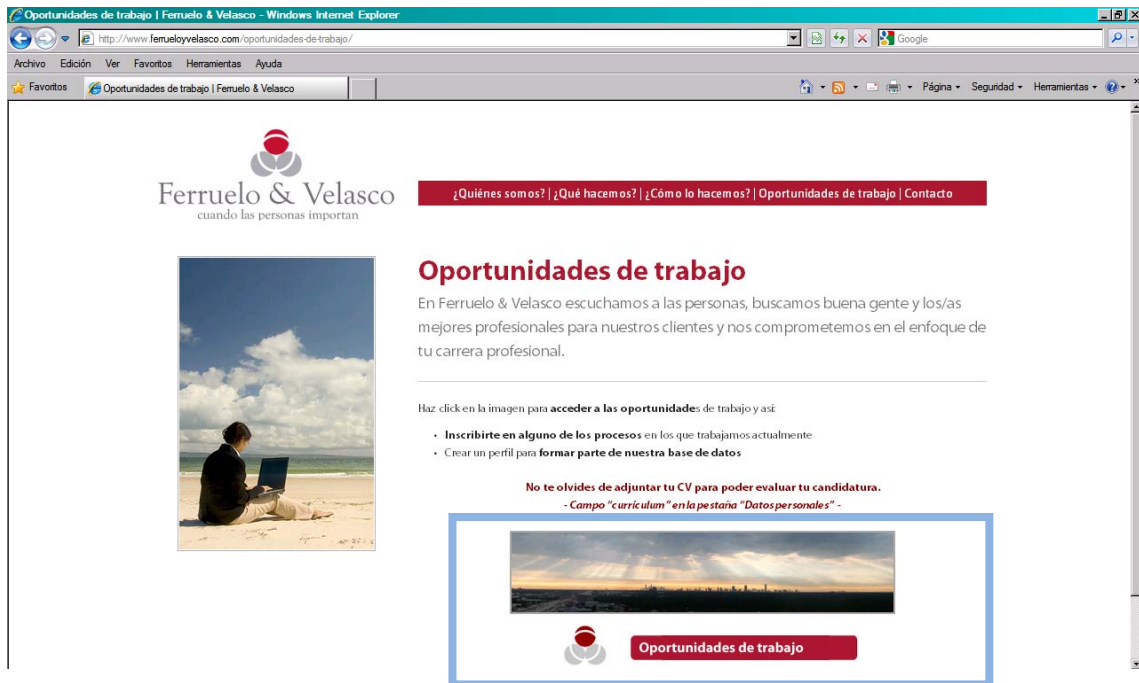 Oportunidades de trabajo | Ferruelo & Velasco - Windows Internet Explorer
http://www.ferrueloyvelasco.com/oportunidades-de-trabajo/
Google
Archivo Edición Ver Favoritos Herramientas Ayuda
Favoritos Oportunidades de trabajo | Ferruelo & Velasco Página Seguridad Herramientas
Ferruelo & Velasco
cuando las personas importan
¿Quiénes somos? | ¿Qué hacemos? | ¿Cómo lo hacemos? | Oportunidades de trabajo | Contacto
Oportunidades de trabajo
En Ferruelo & Velasco escuchamos a las personas, buscamos buena gente y los/as
mejores profesionales para nuestros clientes y nos comprometemos en el enfoque de
tu carrera profesional.
Haz click en la imagen para acceder a las oportunidades de trabajo y así:
• Inscribirte en alguno de los procesos en los que trabajamos actualmente
• Crear un perfil para formar parte de nuestra base de datos
No te olvides de adjuntar tu CV para poder evaluar tu candidatura.
- Campo "currículum" en la pestaña "Datos personales" -
Oportunidades de trabajo